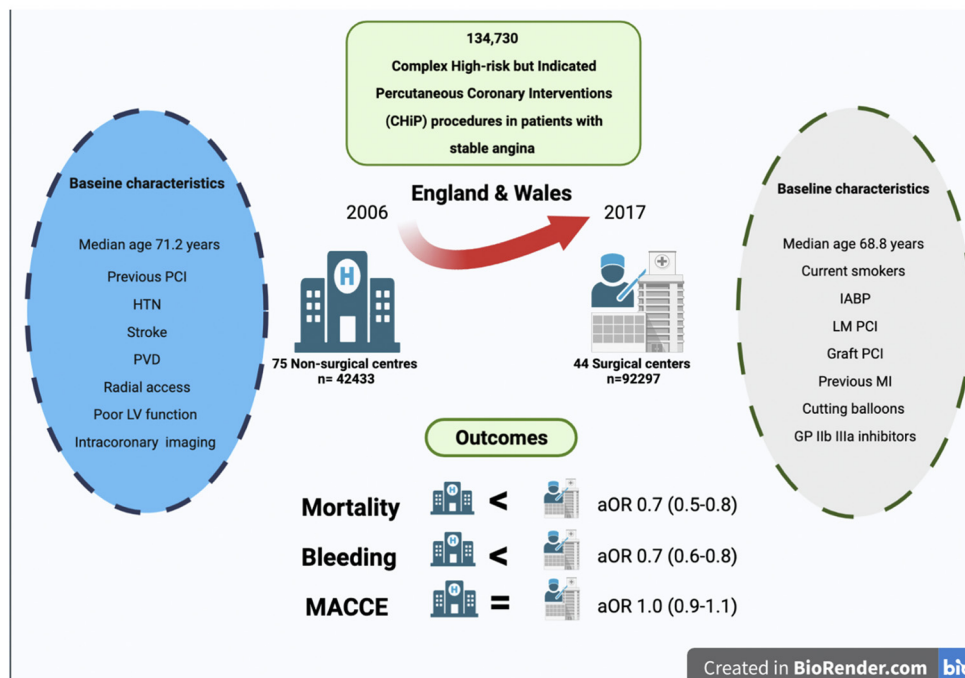 134,730
Complex High-risk but Indicated
Percutaneous Coronary Interventions
(CHiP) procedures in patients with
stable angina
England & Wales
2006
2017
Baseine characteristics
Median age 71.2 years
Previous PCI
HTN
Stroke
PVD
Radial access
Poor LV function
Intracoronary imaging
H
75 Non-surgical centres
n= 42433
44 Surgical centers
n=92297
Baseline characteristics
Median age 68.8 years
Current smokers
IABP
LM PCI
Graft PCI
Previous MI
Cutting balloons
GP IIb IIIa inhibitors
Outcomes
Mortality H < aOR 0.7 (0.5-0.8)
Bleeding H < aOR 0.7 (0.6-0.8)
MACCE H = aOR 1.0 (0.9-1.1)
Created in BioRender.com bio